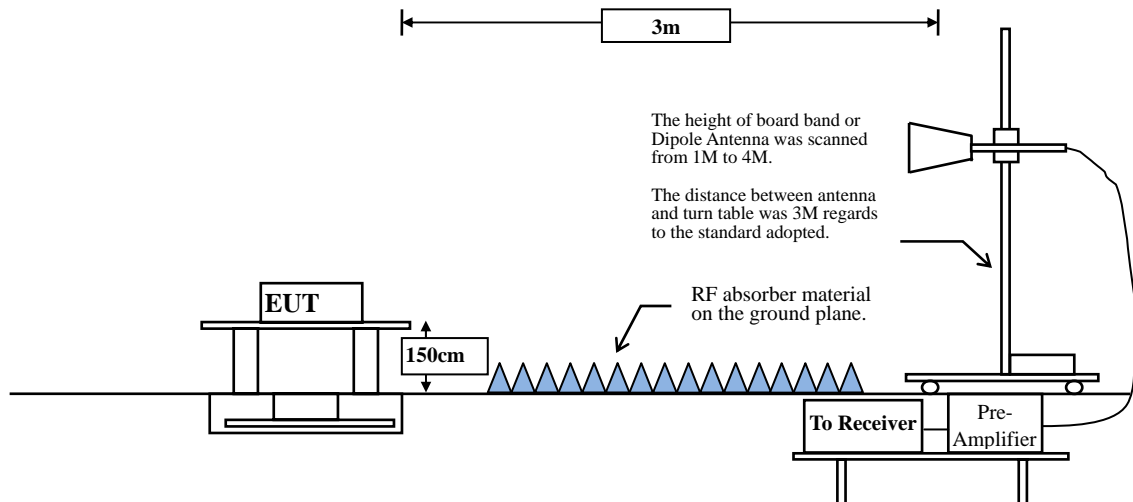 3m
The height of board band or
Dipole Antenna was scanned
from 1M to 4M.
The distance between antenna
and turn table was 3M regards
to the standard adopted.
EUT
RF absorber material
on the ground plane.
150cm
To Receiver
Pre-
Amplifier